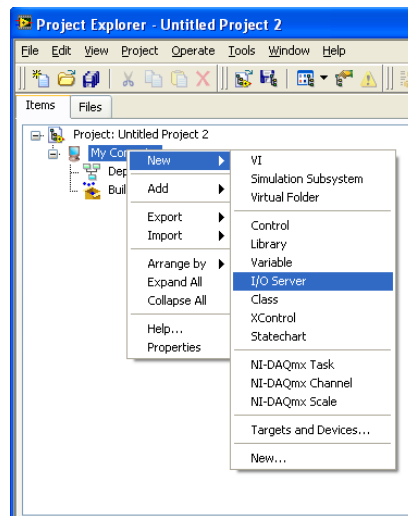 Project Explorer - Untitled Project 2
File Edit View Project Operate Tools Window Help
Items Files
Project: Untitled Project 2
My
New
Add
Export
Import
Arrange by
Expand All
Collapse All
Help...
Properties
VI
Simulation Subsystem
Virtual Folder
Control
Library
Variable
I/O Server
Class
XControl
Statechart
NI-DAQmx Task
NI-DAQmx Channel
NI-DAQmx Scale
Targets and Devices...
New...